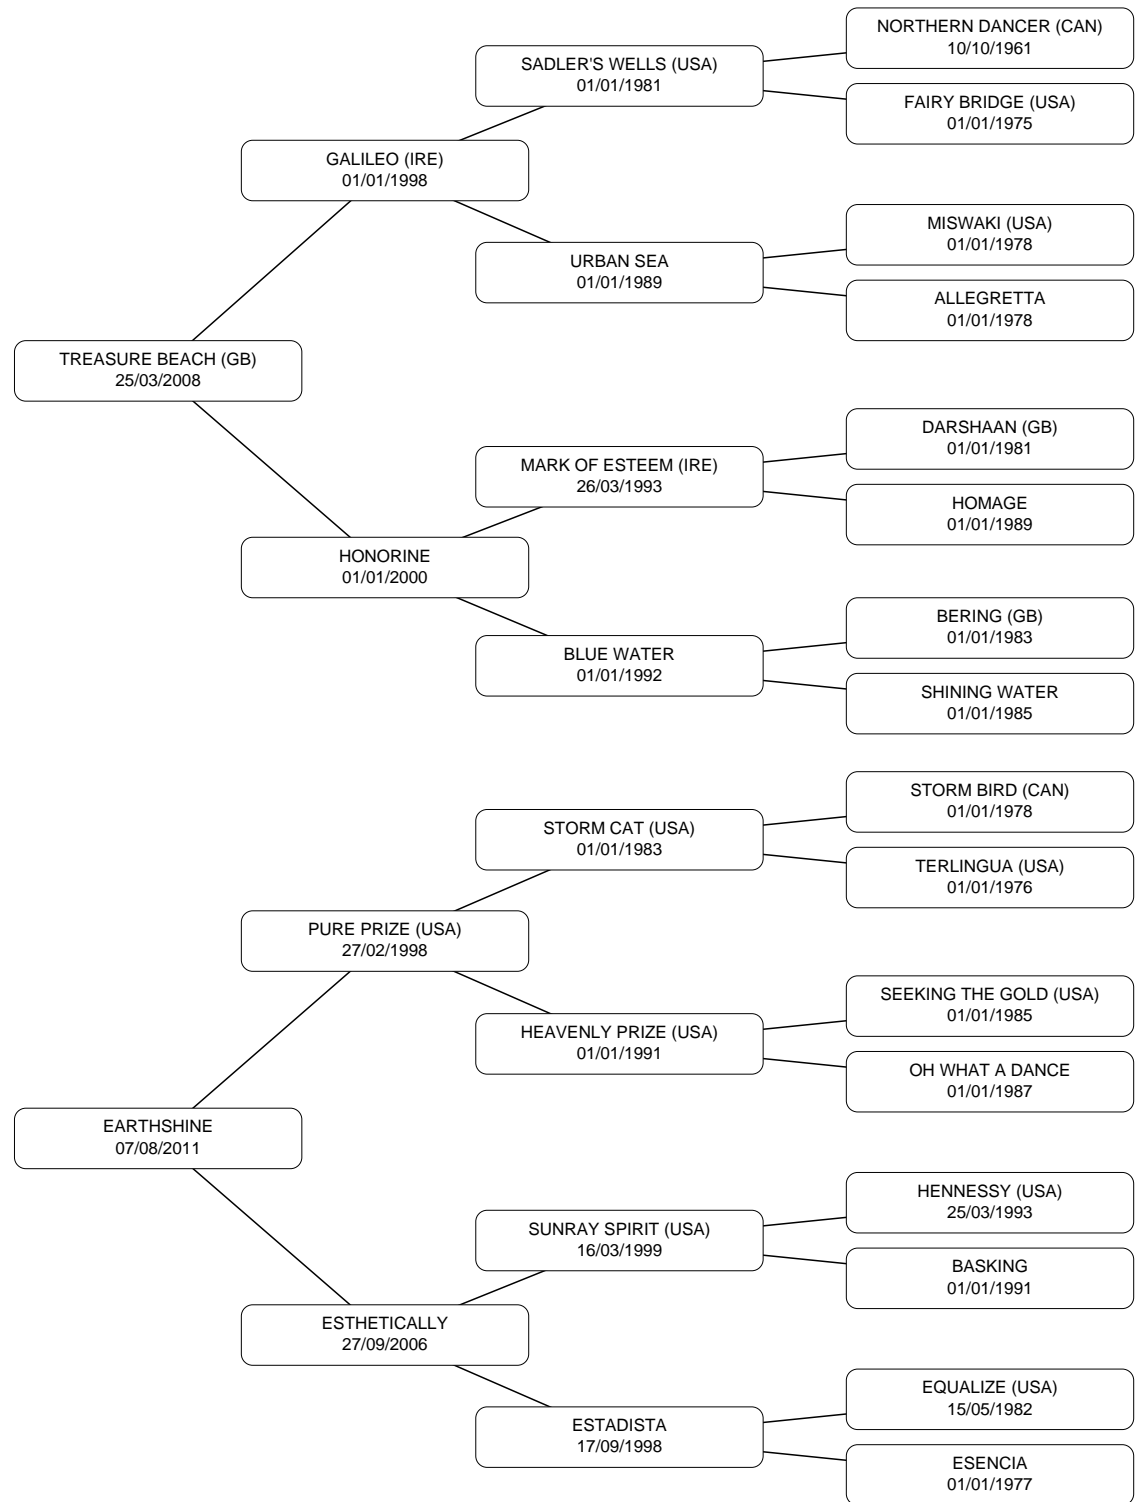 NORTHERN DANCER (CAN)
10/10/1961
SADLER'S WELLS (USA)
01/01/1981
FAIRY BRIDGE (USA)
01/01/1975
GALILEO (IRE)
01/01/1998
MISWAKI (USA)
01/01/1978
URBAN SEA
01/01/1989
ALLEGRETTA
01/01/1978
TREASURE BEACH (GB)
25/03/2008
DARSHAAN (GB)
01/01/1981
MARK OF ESTEEM (IRE)
26/03/1993
HOMAGE
01/01/1989
HONORINE
01/01/2000
BERING (GB)
01/01/1983
BLUE WATER
01/01/1992
SHINING WATER
01/01/1985
STORM BIRD (CAN)
01/01/1978
STORM CAT (USA)
01/01/1983
TERLINGUA (USA)
01/01/1976
PURE PRIZE (USA)
27/02/1998
SEEKING THE GOLD (USA)
01/01/1985
HEAVENLY PRIZE (USA)
01/01/1991
OH WHAT A DANCE
01/01/1987
EARTHSHINE
07/08/2011
HENNESSY (USA)
25/03/1993
SUNRAY SPIRIT (USA)
16/03/1999
BASKING
01/01/1991
ESTHETICALLY
27/09/2006
EQUALIZE (USA)
15/05/1982
ESTADISTA
17/09/1998
ESENCIA
01/01/1977